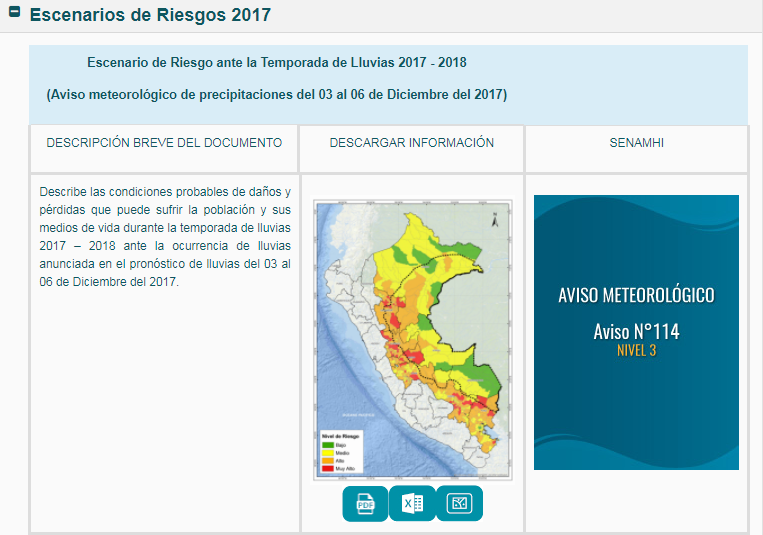 Escenarios de Riesgos 2017
Escenario de Riesgo ante la Temporada de Lluvias 2017 - 2018
(Aviso meteorológico de precipitaciones del 03 al 06 de Diciembre del 2017)
DESCRIPCIÓN BREVE DEL DOCUMENTO
DESCARGAR INFORMACIÓN
SENAMHI
Describe las condiciones probables de daños y
pérdidas que puede sufrir la población y sus
medios de vida durante la temporada de lluvias
2017 – 2018 ante la ocurrencia de lluvias
anunciada en el pronóstico de lluvias del 03 al
06 de Diciembre del 2017.
N
Nivel de Riesgo
Bajo
Medio
Alto
Muy Alto
PDF
X
AVISO METEOROLÓGICO
Aviso N°114
NIVEL 3